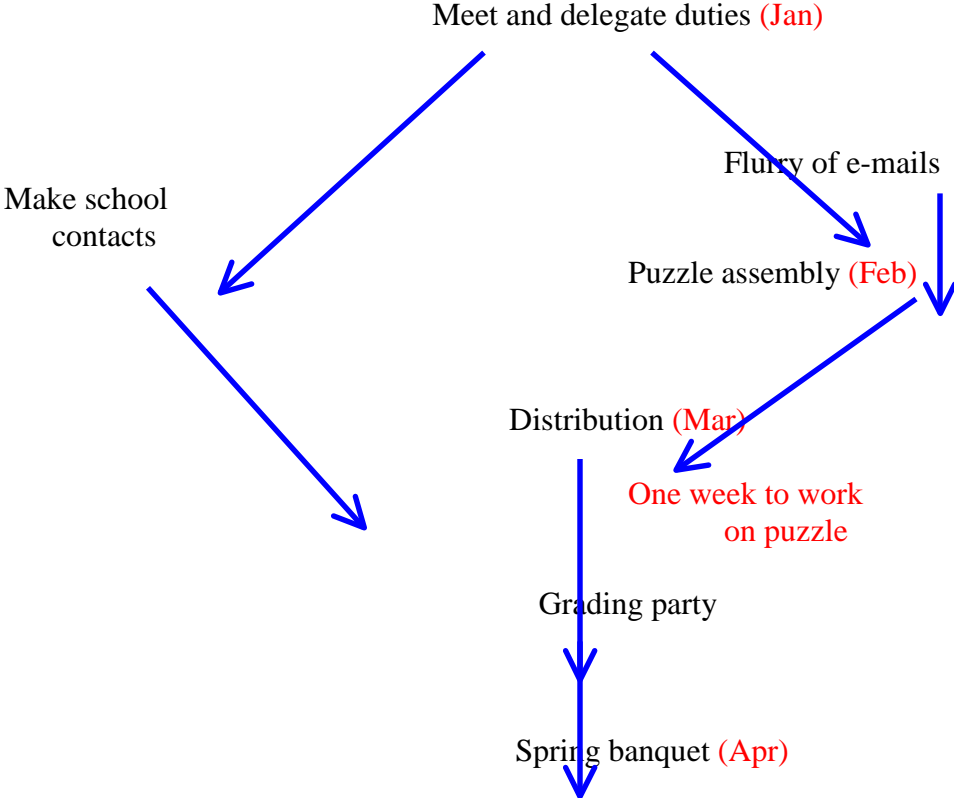 Meet and delegate duties (Jan)
Flurry of e-mails
Make school
contacts
Puzzle assembly (Feb)
Distribution (Mar)
One week to work
on puzzle
Grading party
Spring banquet (Apr)